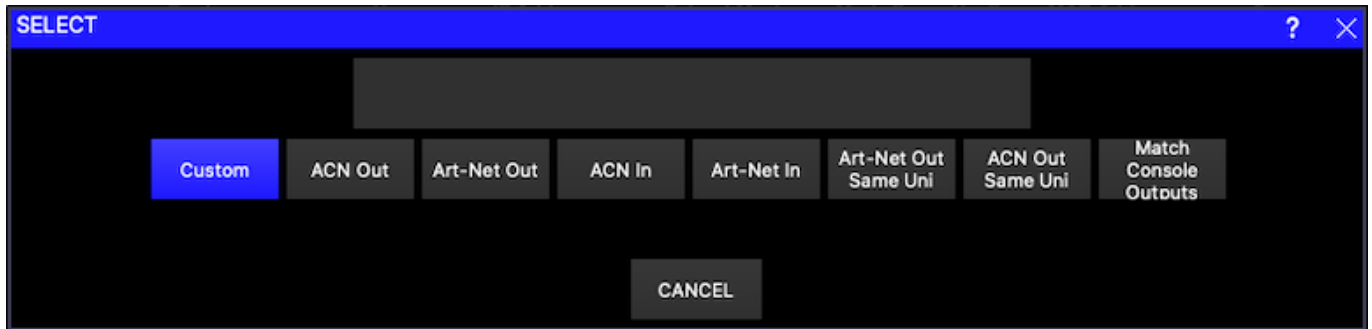 SELECT ?
Custom
ACN Out
Art-Net Out
ACN In
Art-Net In
Art-Net Out
Same Uni
ACN Out
Same Uni
Match
Console
Outputs
CANCEL